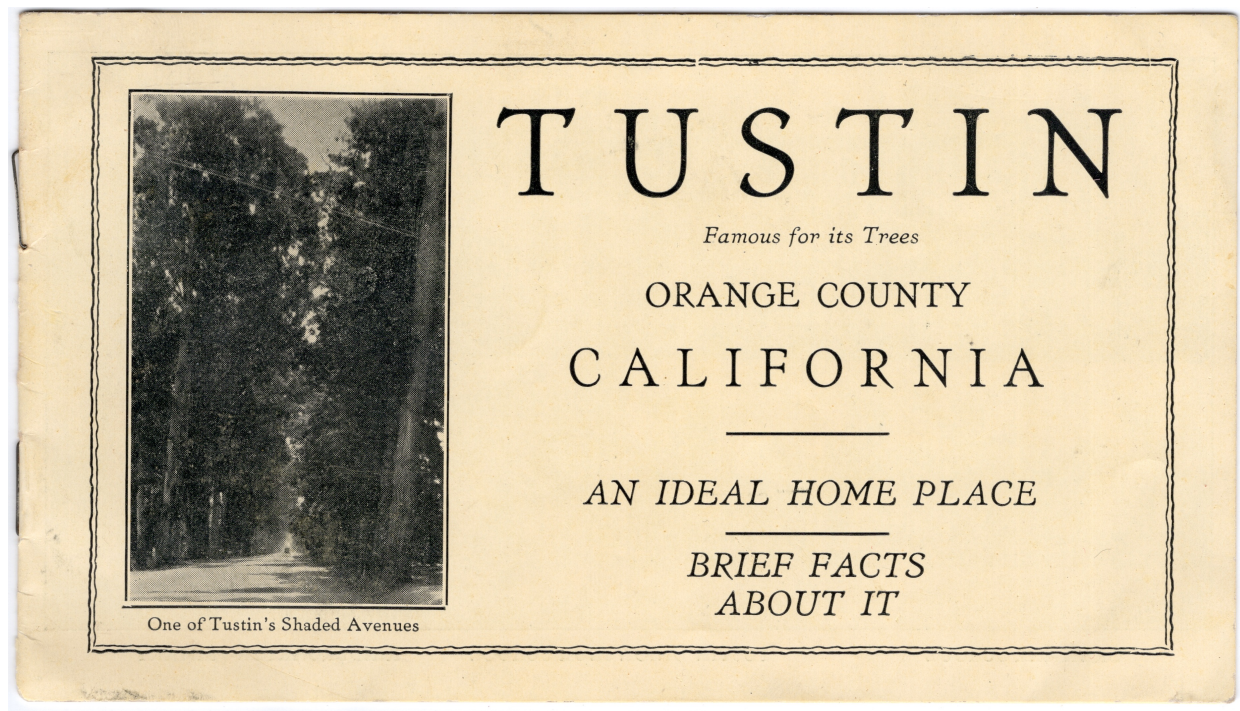 TUSTIN
Famous for its Trees
ORANGE COUNTY
CALIFORNIA
AN IDEAL HOME PLACE
BRIEF FACTS
ABOUT IT
One of Tustin's Shaded Avenues